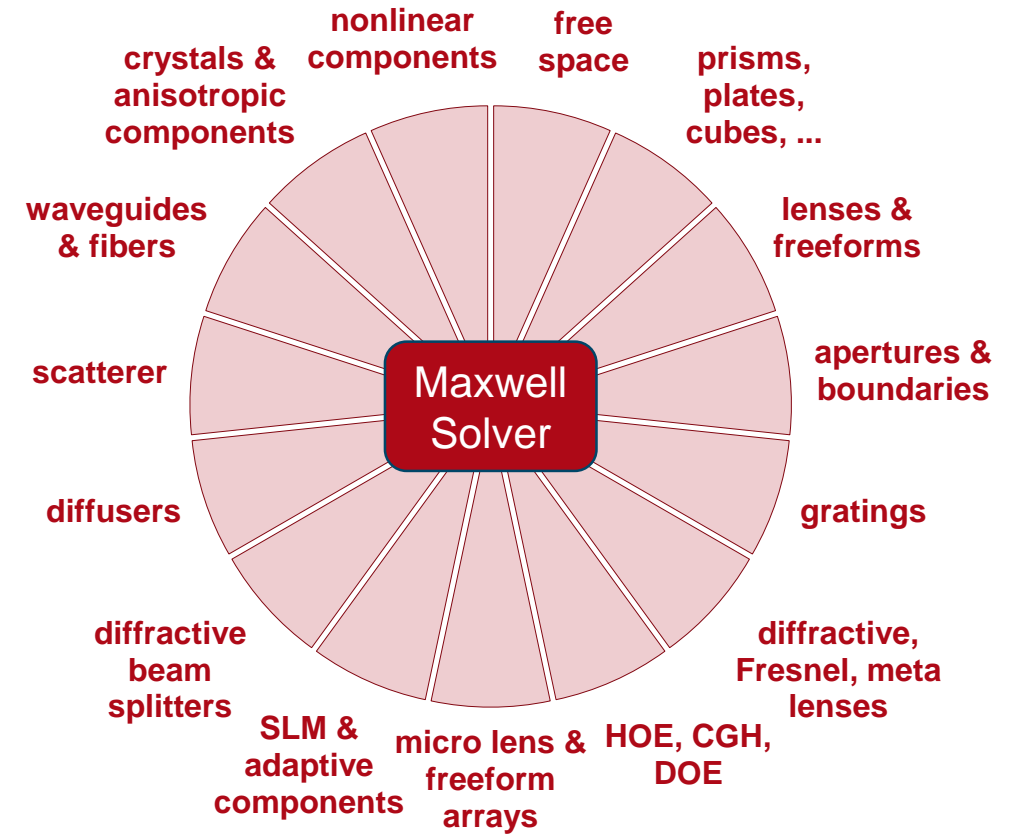 nonlinear
components
free
space
prisms,
plates,
cubes, ...
lenses &
freeforms
apertures &
boundaries
gratings
diffractive,
Fresnel, meta
lenses
HOE, CGH,
DOE
micro lens &
freeform
arrays
SLM &
adaptive
components
diffractive
beam
splitters
diffusers
scatterer
waveguides
& fibers
crystals &
anisotropic
components
Maxwell
Solver